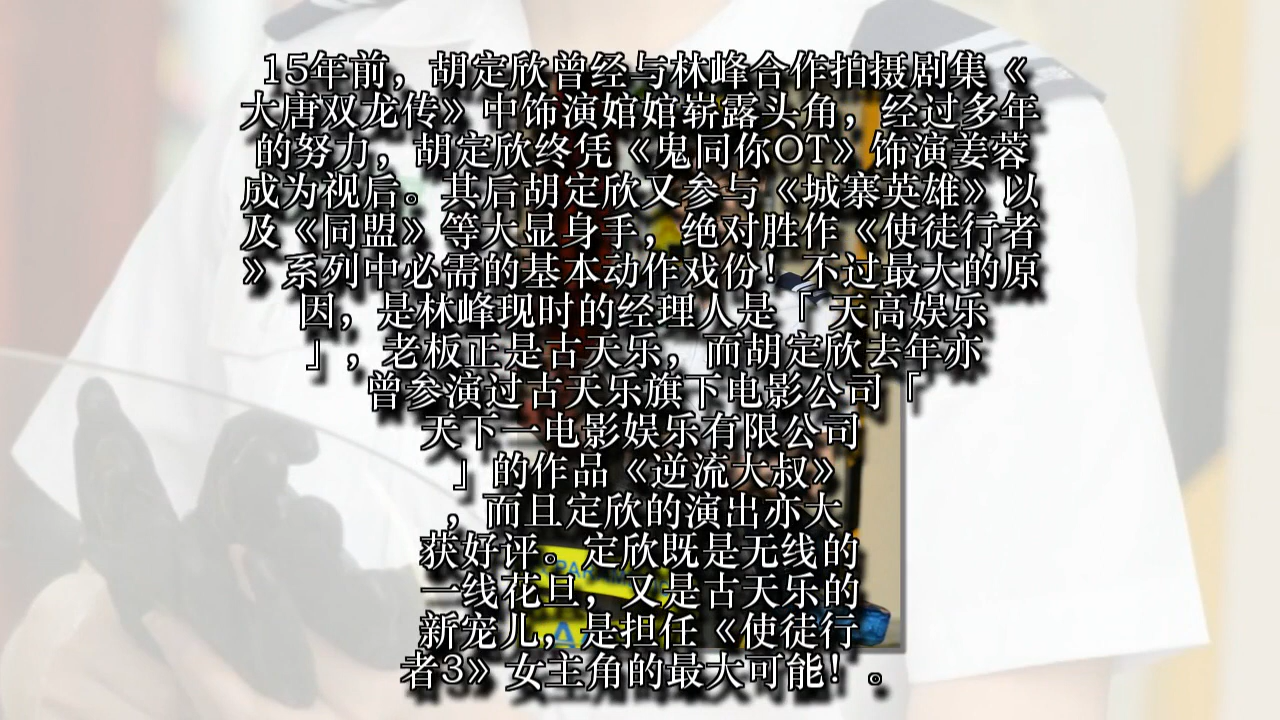 15年前，胡定欣曾经与林峰合作拍摄剧集《
大唐双龙传》中饰演婠婠崭露头角，经过多年
的努力，胡定欣终凭《鬼同你OT》饰演姜蓉
成为视后。其后胡定欣又参与《城寨英雄》以
及《同盟》等大显身手，绝对胜作《使徒行者
》系列中必需的基本动作戏份！不过最大的原
因，是林峰现时的经理人是「天高娱乐
」，老板正是古天乐，而胡定欣去年亦
曾参演过古天乐旗下电影公司「
天下一电影娱乐有限公司
」的作品《逆流大叔》
，而且定欣的演出亦大
获好评。定欣既是无线的
一线花旦，又是古天乐的
新宠儿，是担任《使徒行
者3》女主角的最大可能！。